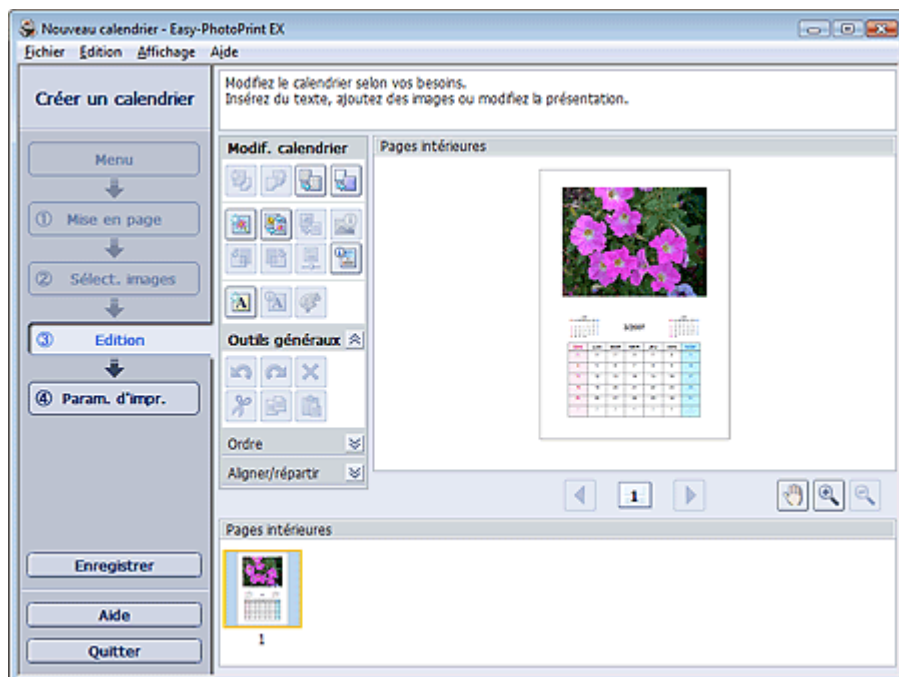 Nouveau calendrier - Easy-PhotoPrint EX
Fichier Édition Affichage Aide
Créer un calendrier
Modifiez le calendrier selon vos besoins.
Insérez du texte, ajoutez des images ou modifiez la présentation.
Menu
① Mise en page
② Sélect. images
③ Edition
④ Param. d'impr.
Enregistrer
Aide
Quitter
Modif. calendrier
Outils généraux
Ordre
Aligner/répartir
Pages intérieures
1
Pages intérieures
1